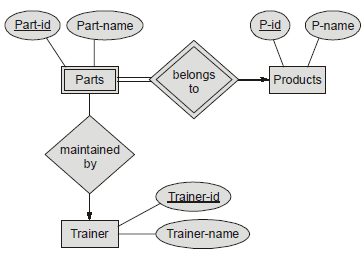 Part-id
Part-name
P-id
P-name
Parts
belongs
to
Products
maintained
by
Trainer-id
Trainer
Trainer-name